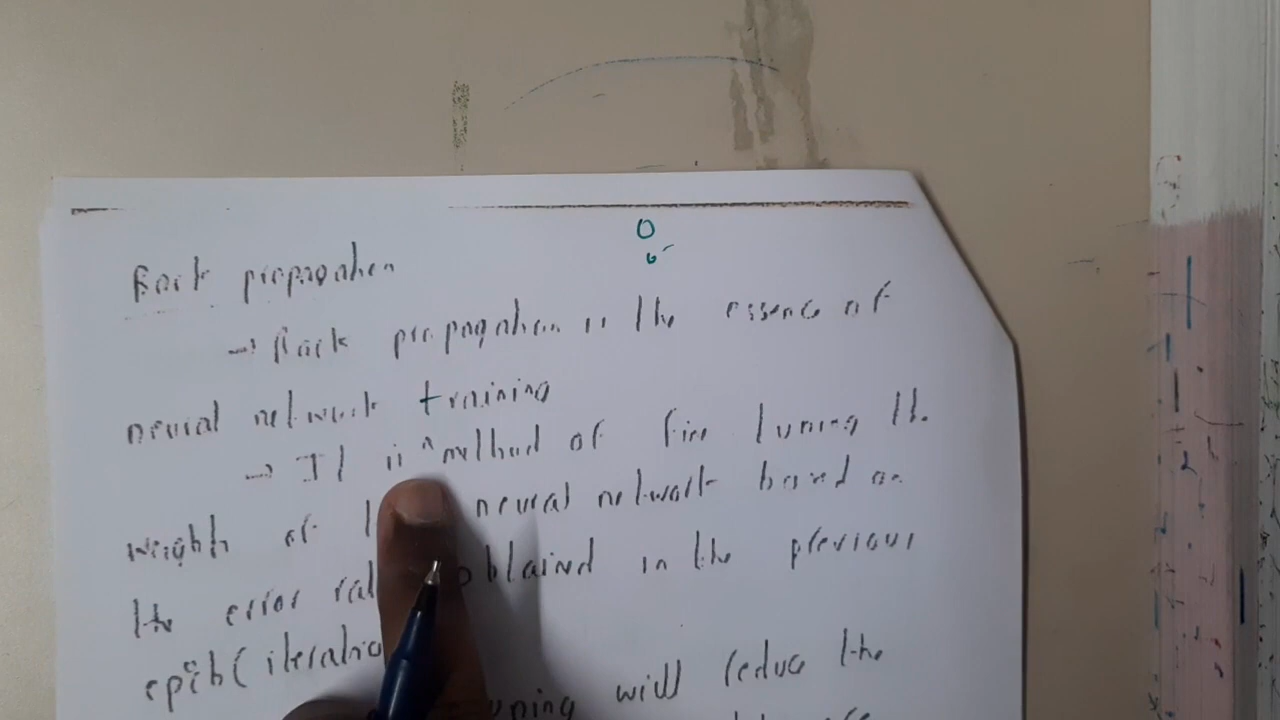 Back propagation
→ Back propagation is the essence of
neural network training
→ It is a method of fine tuning the
weights of neural network based on
the error obtained in the previous
epoch (iteration
will reduce the